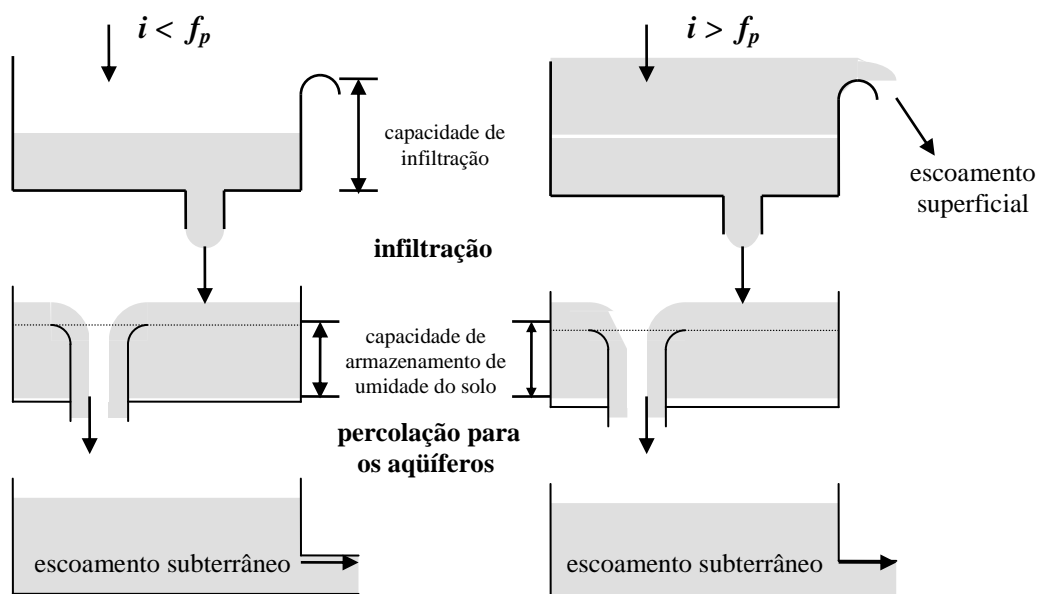 i < fₚ
i > fₚ
capacidade de
infiltração
escoamento
superficial
infiltração
capacidade de
armazenamento de
umidade do solo
percolação para
os aqüíferos
escoamento subterrâneo
escoamento subterrâneo